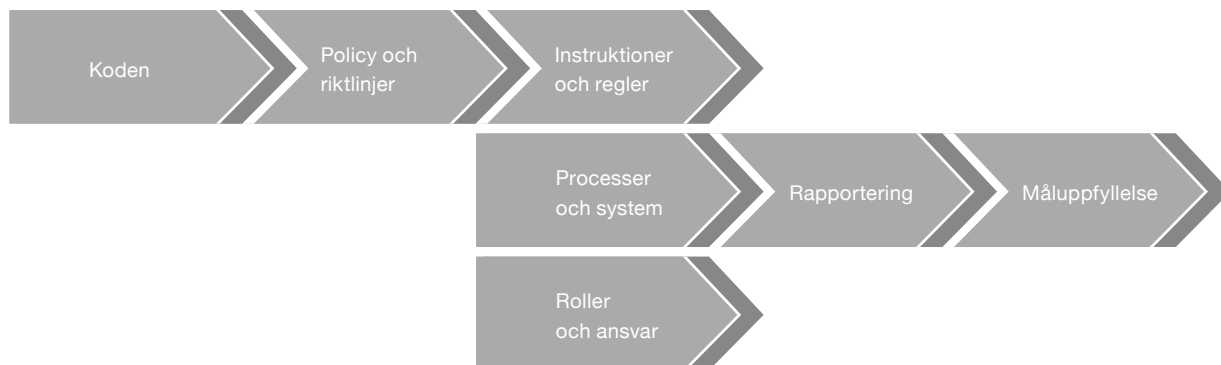 Koden
Policy och
riktlinjer
Instruktioner
och regler
Processer
och system
Rapportering
Måluppfyllelse
Roller
och ansvar